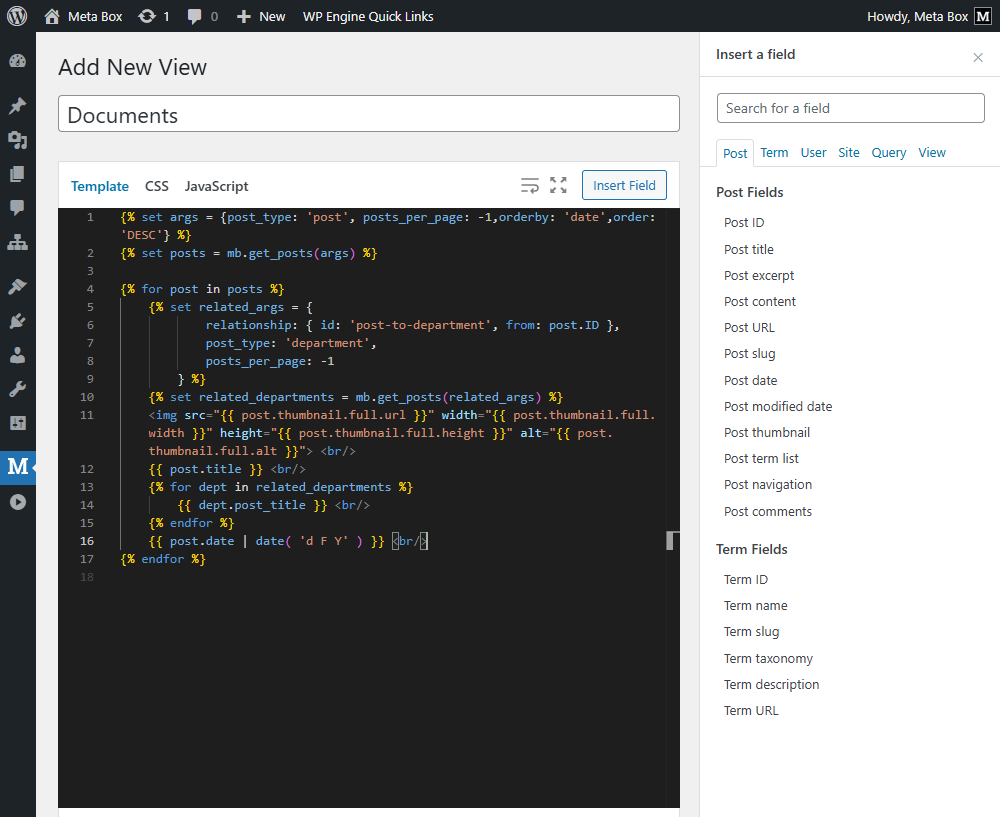 Meta Box 1 0 New WP Engine Quick Links Howdy, Meta Box M
Add New View
Documents
Template CSS JavaScript Insert Field
1 {% set args = {post_type: 'post', posts_per_page: -1,orderby: 'date',order:
'DESC'} %}
2 {% set posts = mb.get_posts(args) %}
3
4 {% for post in posts %}
5 {% set related_args = {
6 relationship: { id: 'post-to-department', from: post.ID },
7 post_type: 'department',
8 posts_per_page: -1
9 } %}
10 {% set related_departments = mb.get_posts(related_args) %}
11 <img src="{{ post.thumbnail.full.url }}" width="{{ post.thumbnail.full.
width }}" height="{{ post.thumbnail.full.height }}" alt="{{ post.
thumbnail.full.alt }}"> <br/>
12 {{ post.title }} <br/>
13 {% for dept in related_departments %}
14 {{ dept.post_title }} <br/>
15 {% endfor %}
16 {{ post.date | date( 'd F Y' ) }} <br/>
17 {% endfor %}
18
M
Insert a field
Search for a field
Post Term User Site Query View
Post Fields
Post ID
Post title
Post excerpt
Post content
Post URL
Post slug
Post date
Post modified date
Post thumbnail
Post term list
Post navigation
Post comments
Term Fields
Term ID
Term name
Term slug
Term taxonomy
Term description
Term URL